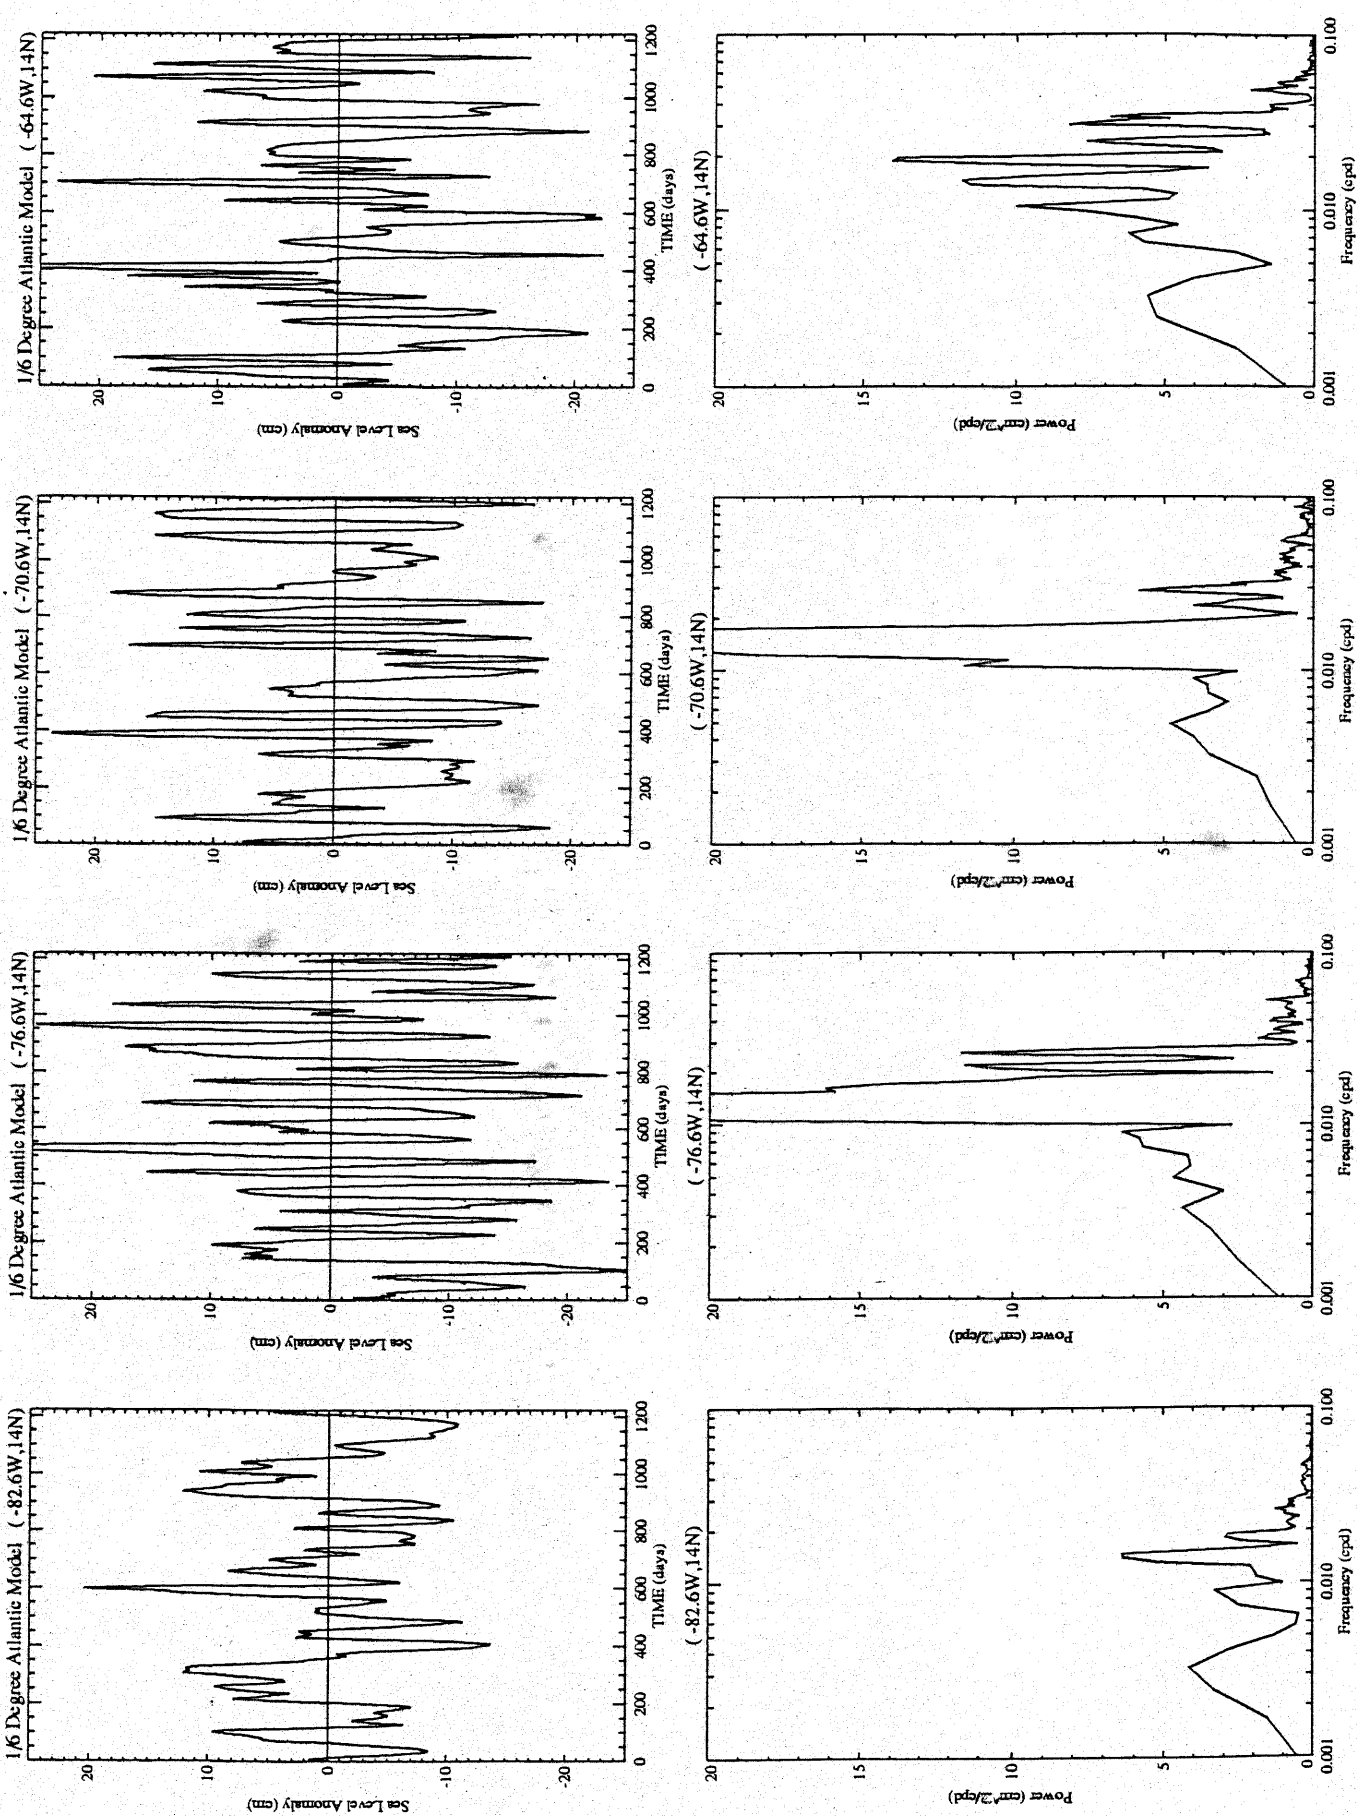 1/6 Degree Atlantic Model ( -82.6W,14N)
Sea Level Anomaly (cm)
20
10
0
-10
-20
0 200 400 600 800 1000 1200
TIME (days)
1/6 Degree Atlantic Model ( -76.6W,14N)
Sea Level Anomaly (cm)
20
10
0
-10
-20
0 200 400 600 800 1000 1200
TIME (days)
1/6 Degree Atlantic Model ( -70.6W,14N)
Sea Level Anomaly (cm)
20
10
0
-10
-20
0 200 400 600 800 1000 1200
TIME (days)
1/6 Degree Atlantic Model ( -64.6W,14N)
Sea Level Anomaly (cm)
20
10
0
-10
-20
0 200 400 600 800 1000 1200
TIME (days)
( -82.6W,14N)
Power (cm^2/cpd)
20
15
10
5
0
0.001 0.010 0.100
Frequency (cpd)
( -76.6W,14N)
Power (cm^2/cpd)
20
15
10
5
0
0.001 0.010 0.100
Frequency (cpd)
( -70.6W,14N)
Power (cm^2/cpd)
20
15
10
5
0
0.001 0.010 0.100
Frequency (cpd)
( -64.6W,14N)
Power (cm^2/cpd)
20
15
10
5
0
0.001 0.010 0.100
Frequency (cpd)